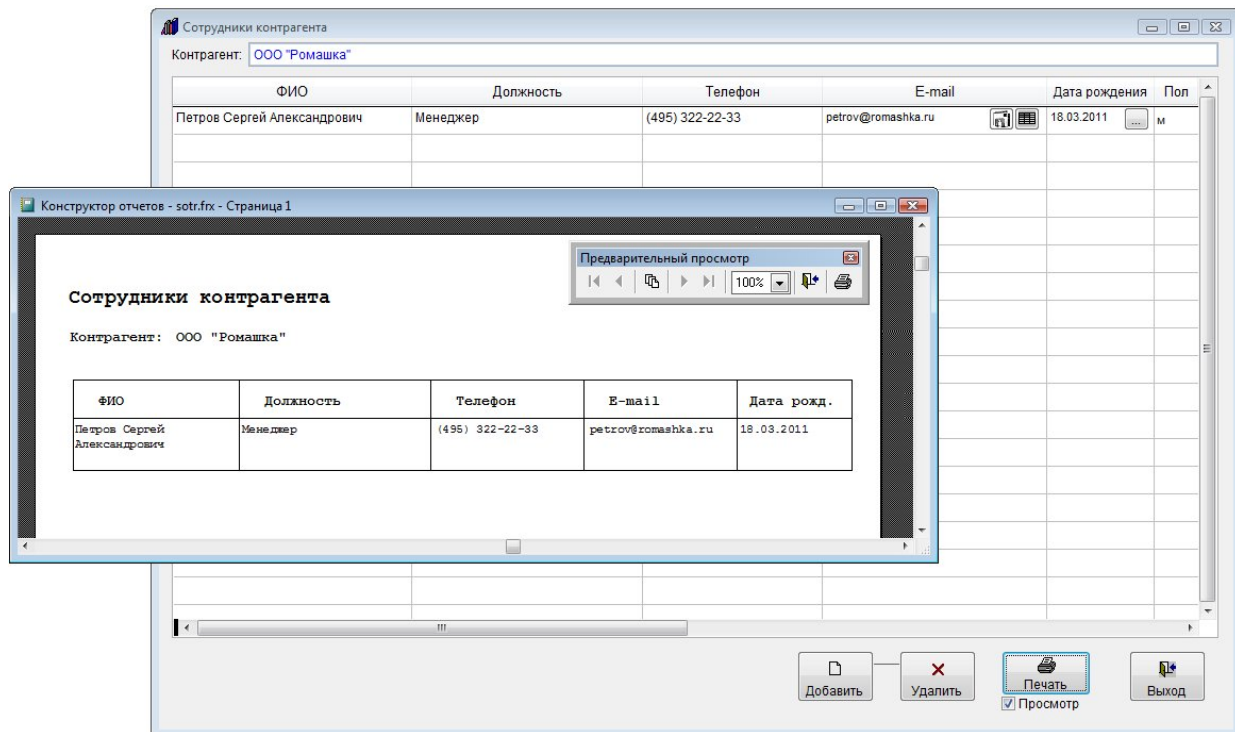 Сотрудники контрагента
Контрагент: ООО "Ромашка"
ФИО Должность Телефон E-mail Дата рождения Пол
Петров Сергей Александрович Менеджер (495) 322-22-33 petrov@romashka.ru 18.03.2011 ... м
Конструктор отчетов - sotr.frx - Страница 1
Предварительный просмотр
100%
Сотрудники контрагента
Контрагент: ООО "Ромашка"
ФИО Должность Телефон E-mail Дата рожд.
Петров Сергей Менеджер (495) 322-22-33 petrov@romashka.ru 18.03.2011
Александрович
Добавить Удалить Печать Выход
Просмотр